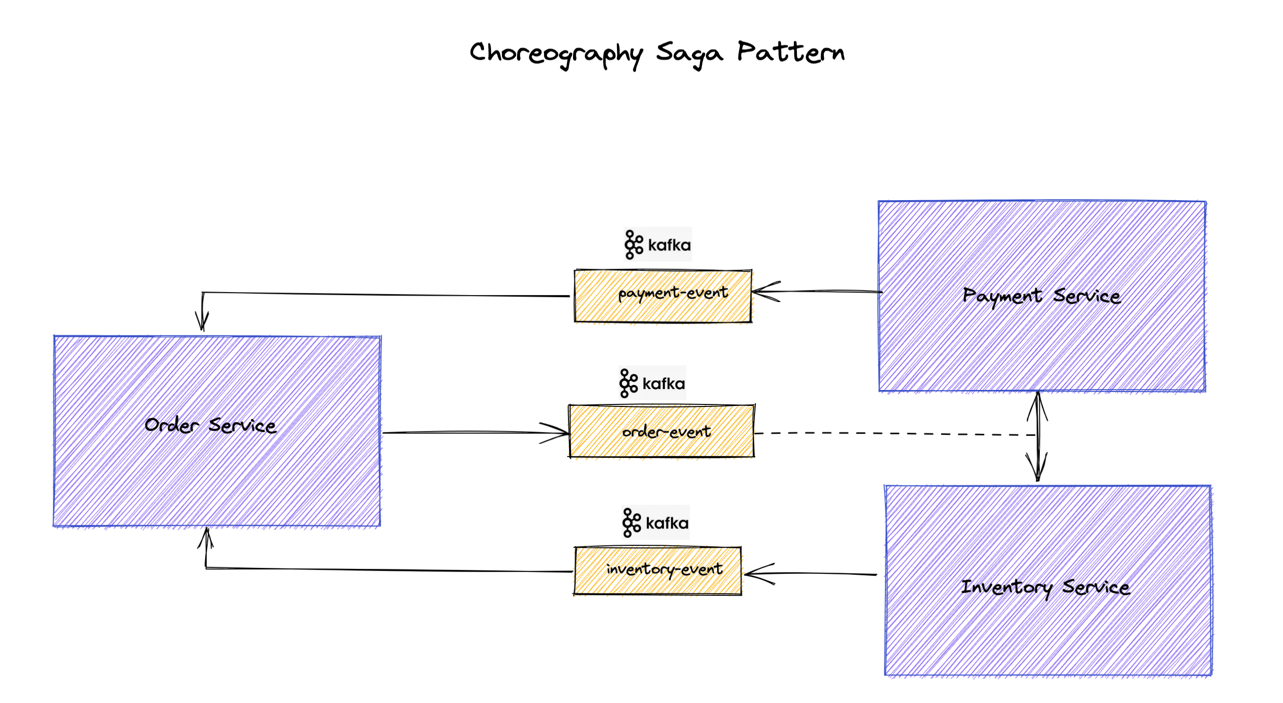 Choreography Saga Pattern
kafka
payment-event
Payment Service
kafka
Order Service
order-event
kafka
inventory-event
Inventory Service